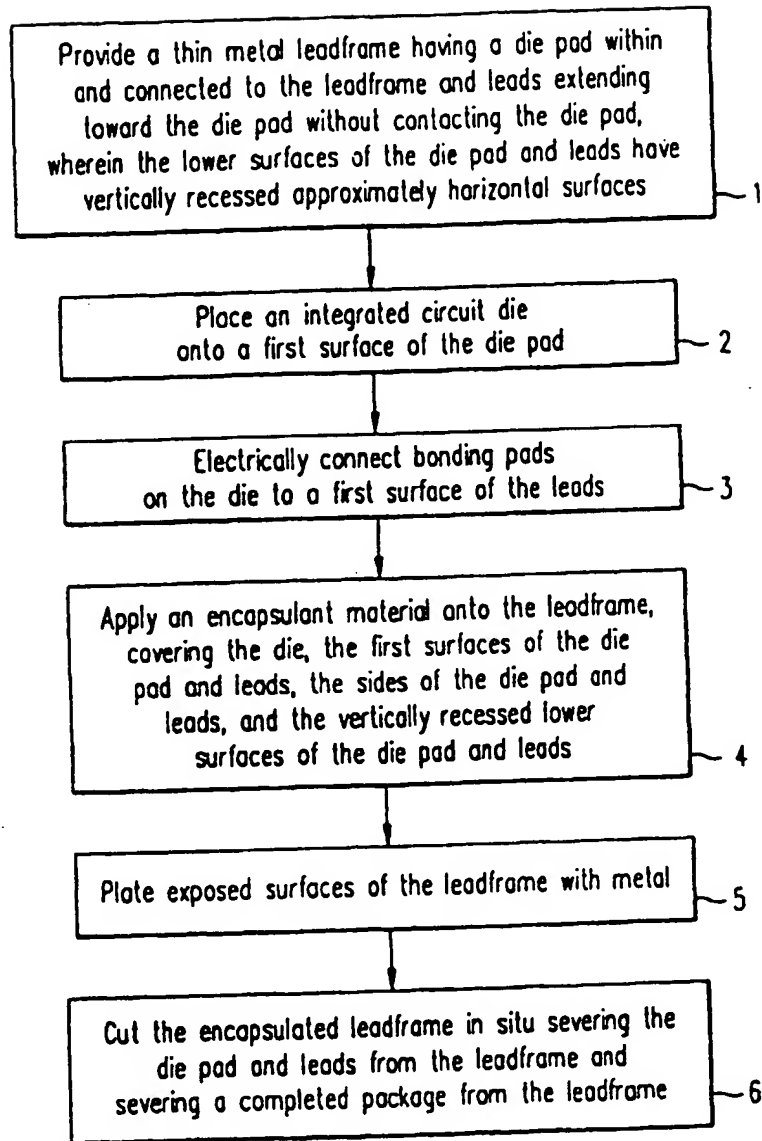 Provide a thin metal leadframe having a die pad within
and connected to the leadframe and leads extending
toward the die pad without contacting the die pad,
wherein the lower surfaces of the die pad and leads have
vertically recessed approximately horizontal surfaces
1
Place an integrated circuit die
onto a first surface of the die pad
2
Electrically connect bonding pads
on the die to a first surface of the leads
3
Apply an encapsulant material onto the leadframe,
covering the die, the first surfaces of the die
pad and leads, the sides of the die pad and
leads, and the vertically recessed lower
surfaces of the die pad and leads
4
Plate exposed surfaces of the leadframe with metal
5
Cut the encapsulated leadframe in situ severing the
die pad and leads from the leadframe and
severing a completed package from the leadframe
6